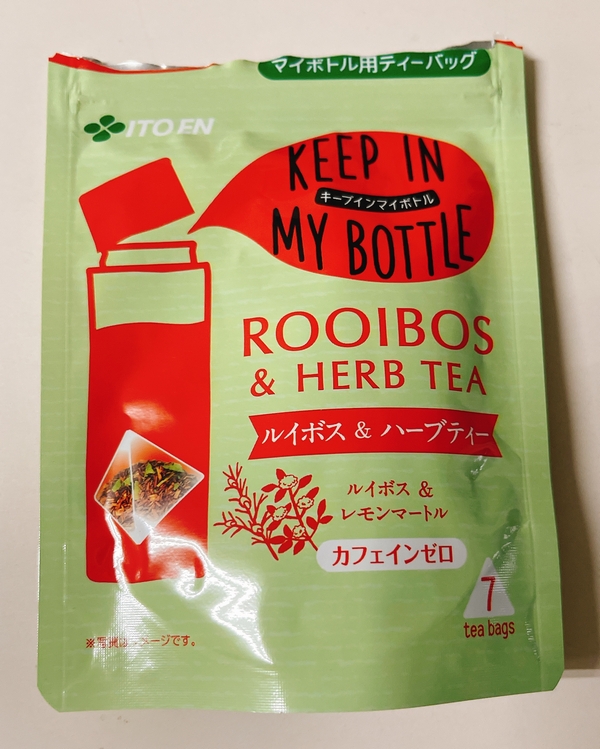 マイボトル用ティーバッグ
ITO EN
KEEP IN
キープインマイボトル
MY BOTTLE
ROOIBOS
& HERB TEA
ルイボス & ハーブティー
ルイボス &
レモンマートル
カフェインゼロ
7
tea bags
ージです。